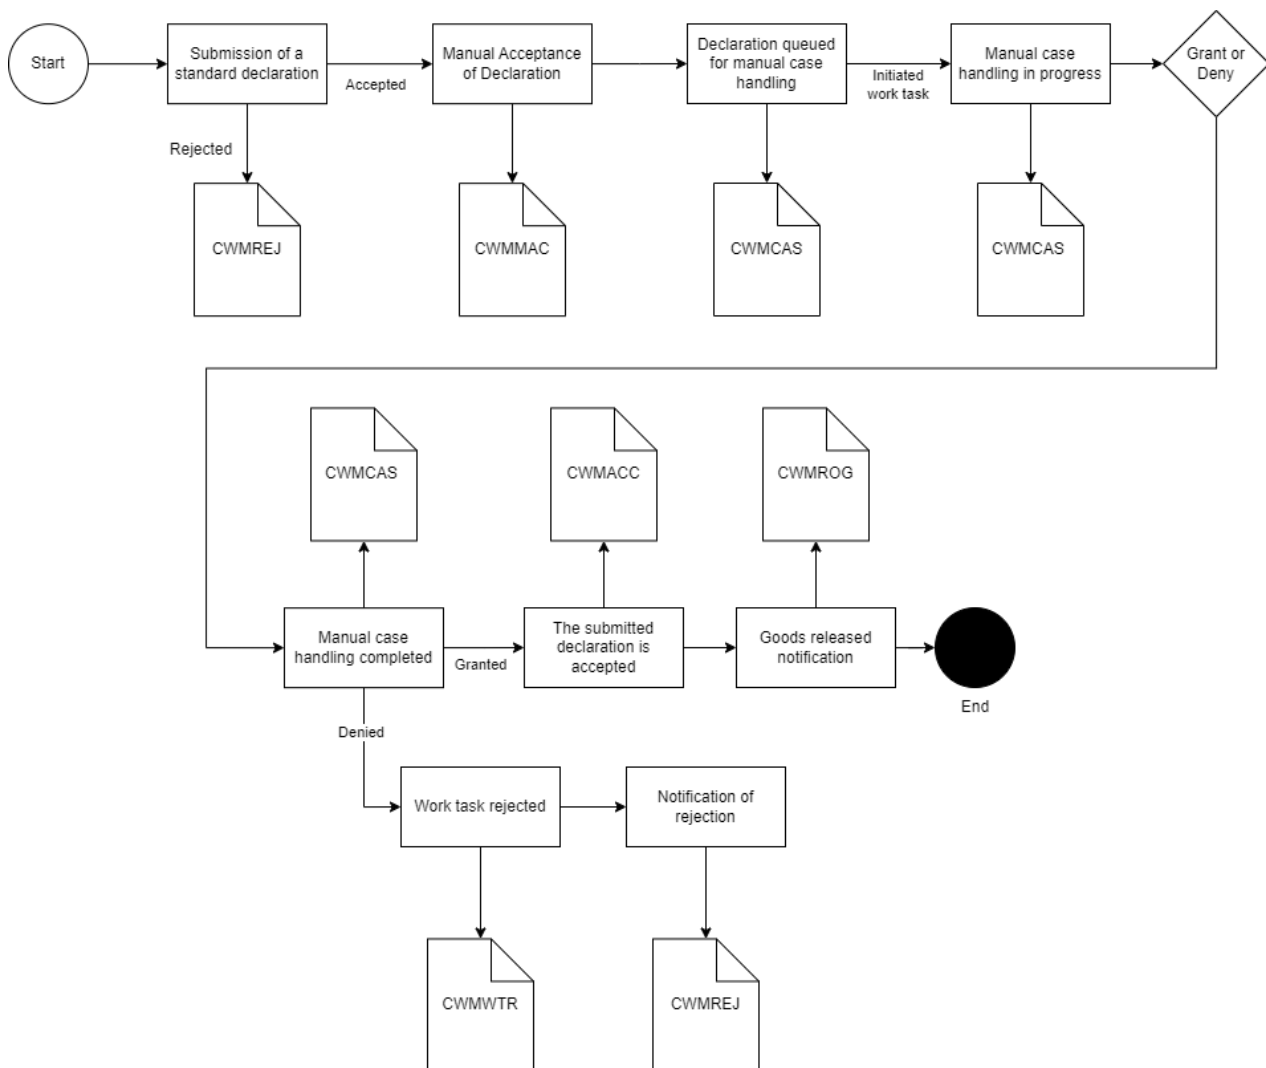 Start
Submission of a
standard declaration
Accepted
Manual Acceptance
of Declaration
Declaration queued
for manual case
handling
Initiated
work task
Manual case
handling in progress
Grant or
Deny
Rejected
CWMREJ
CWMMAC
CWMCAS
CWMCAS
CWMCAS
CWMACC
CWMROG
Manual case
handling completed
Granted
The submitted
declaration is
accepted
Goods released
notification
End
Denied
Work task rejected
Notification of
rejection
CWMWTR
CWMREJ